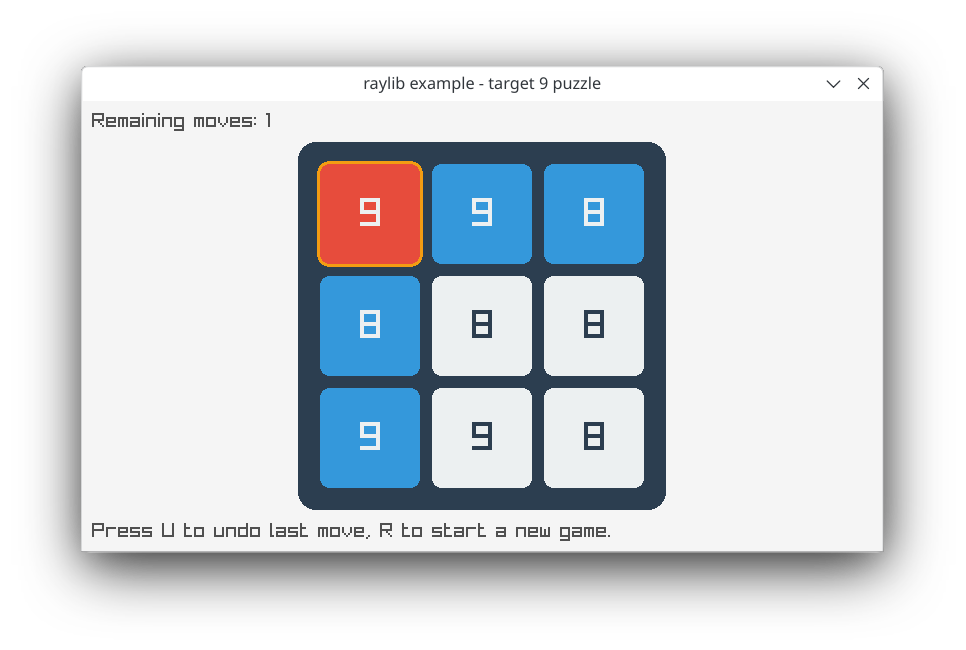 raylib example - target 9 puzzle
Remaining moves: 1
9 9 8
8 8 8
9 9 8
Press U to undo last move, R to start a new game.